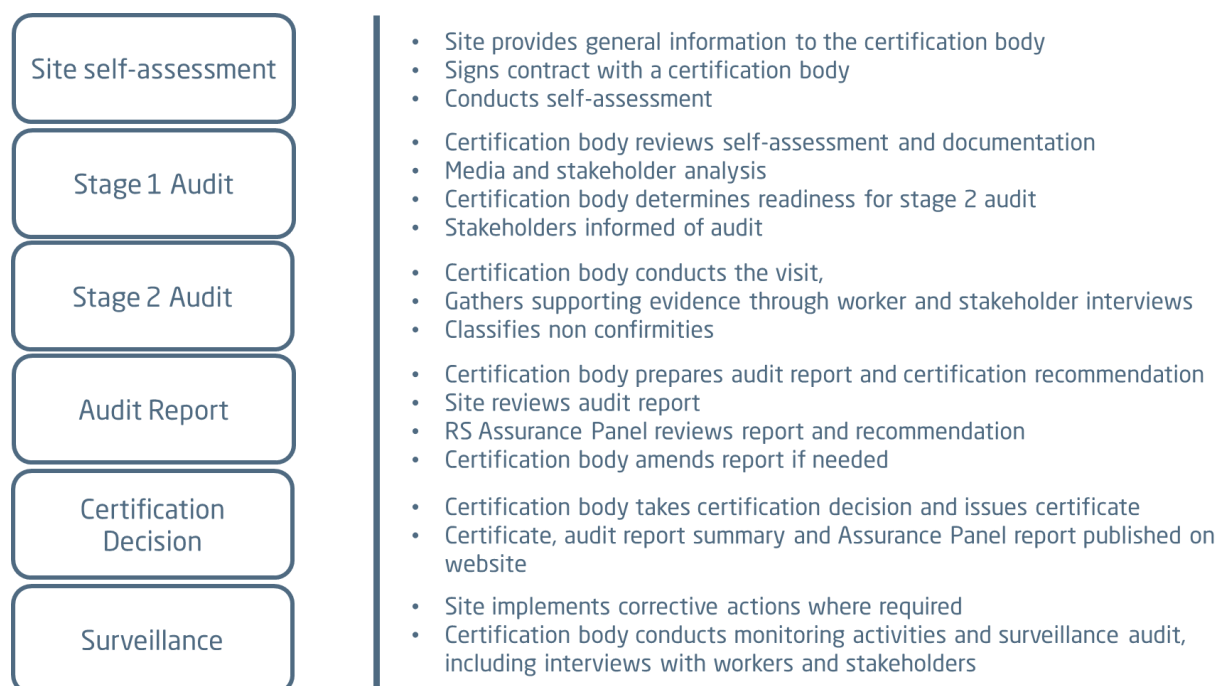 Site self-assessment
• Site provides general information to the certification body
• Signs contract with a certification body
• Conducts self-assessment
Stage 1 Audit
• Certification body reviews self-assessment and documentation
• Media and stakeholder analysis
• Certification body determines readiness for stage 2 audit
• Stakeholders informed of audit
Stage 2 Audit
• Certification body conducts the visit,
• Gathers supporting evidence through worker and stakeholder interviews
• Classifies non confirmities
Audit Report
• Certification body prepares audit report and certification recommendation
• Site reviews audit report
• RS Assurance Panel reviews report and recommendation
• Certification body amends report if needed
Certification
Decision
• Certification body takes certification decision and issues certificate
• Certificate, audit report summary and Assurance Panel report published on
website
Surveillance
• Site implements corrective actions where required
• Certification body conducts monitoring activities and surveillance audit,
including interviews with workers and stakeholders